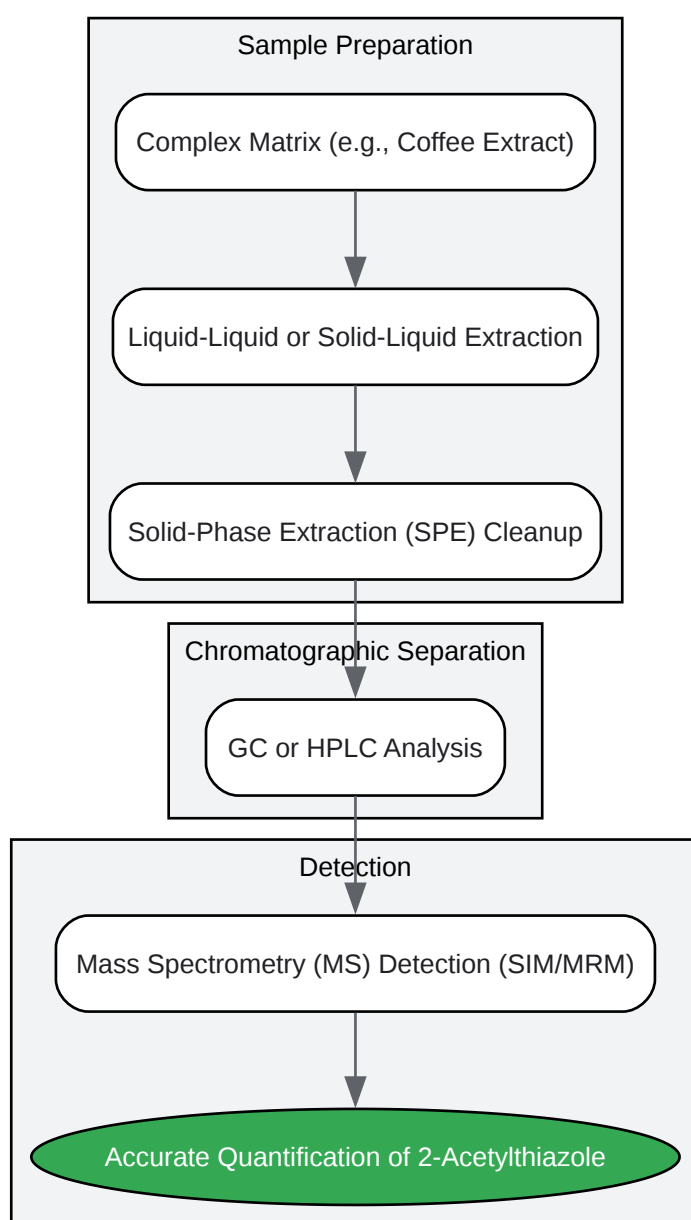 Sample Preparation
Complex Matrix (e.g., Coffee Extract)
Liquid-Liquid or Solid-Liquid Extraction
Solid-Phase Extraction (SPE) Cleanup
Chromatographic Separation
GC or HPLC Analysis
Detection
Mass Spectrometry (MS) Detection (SIM/MRM)
Accurate Quantification of 2-Acetylthiazole